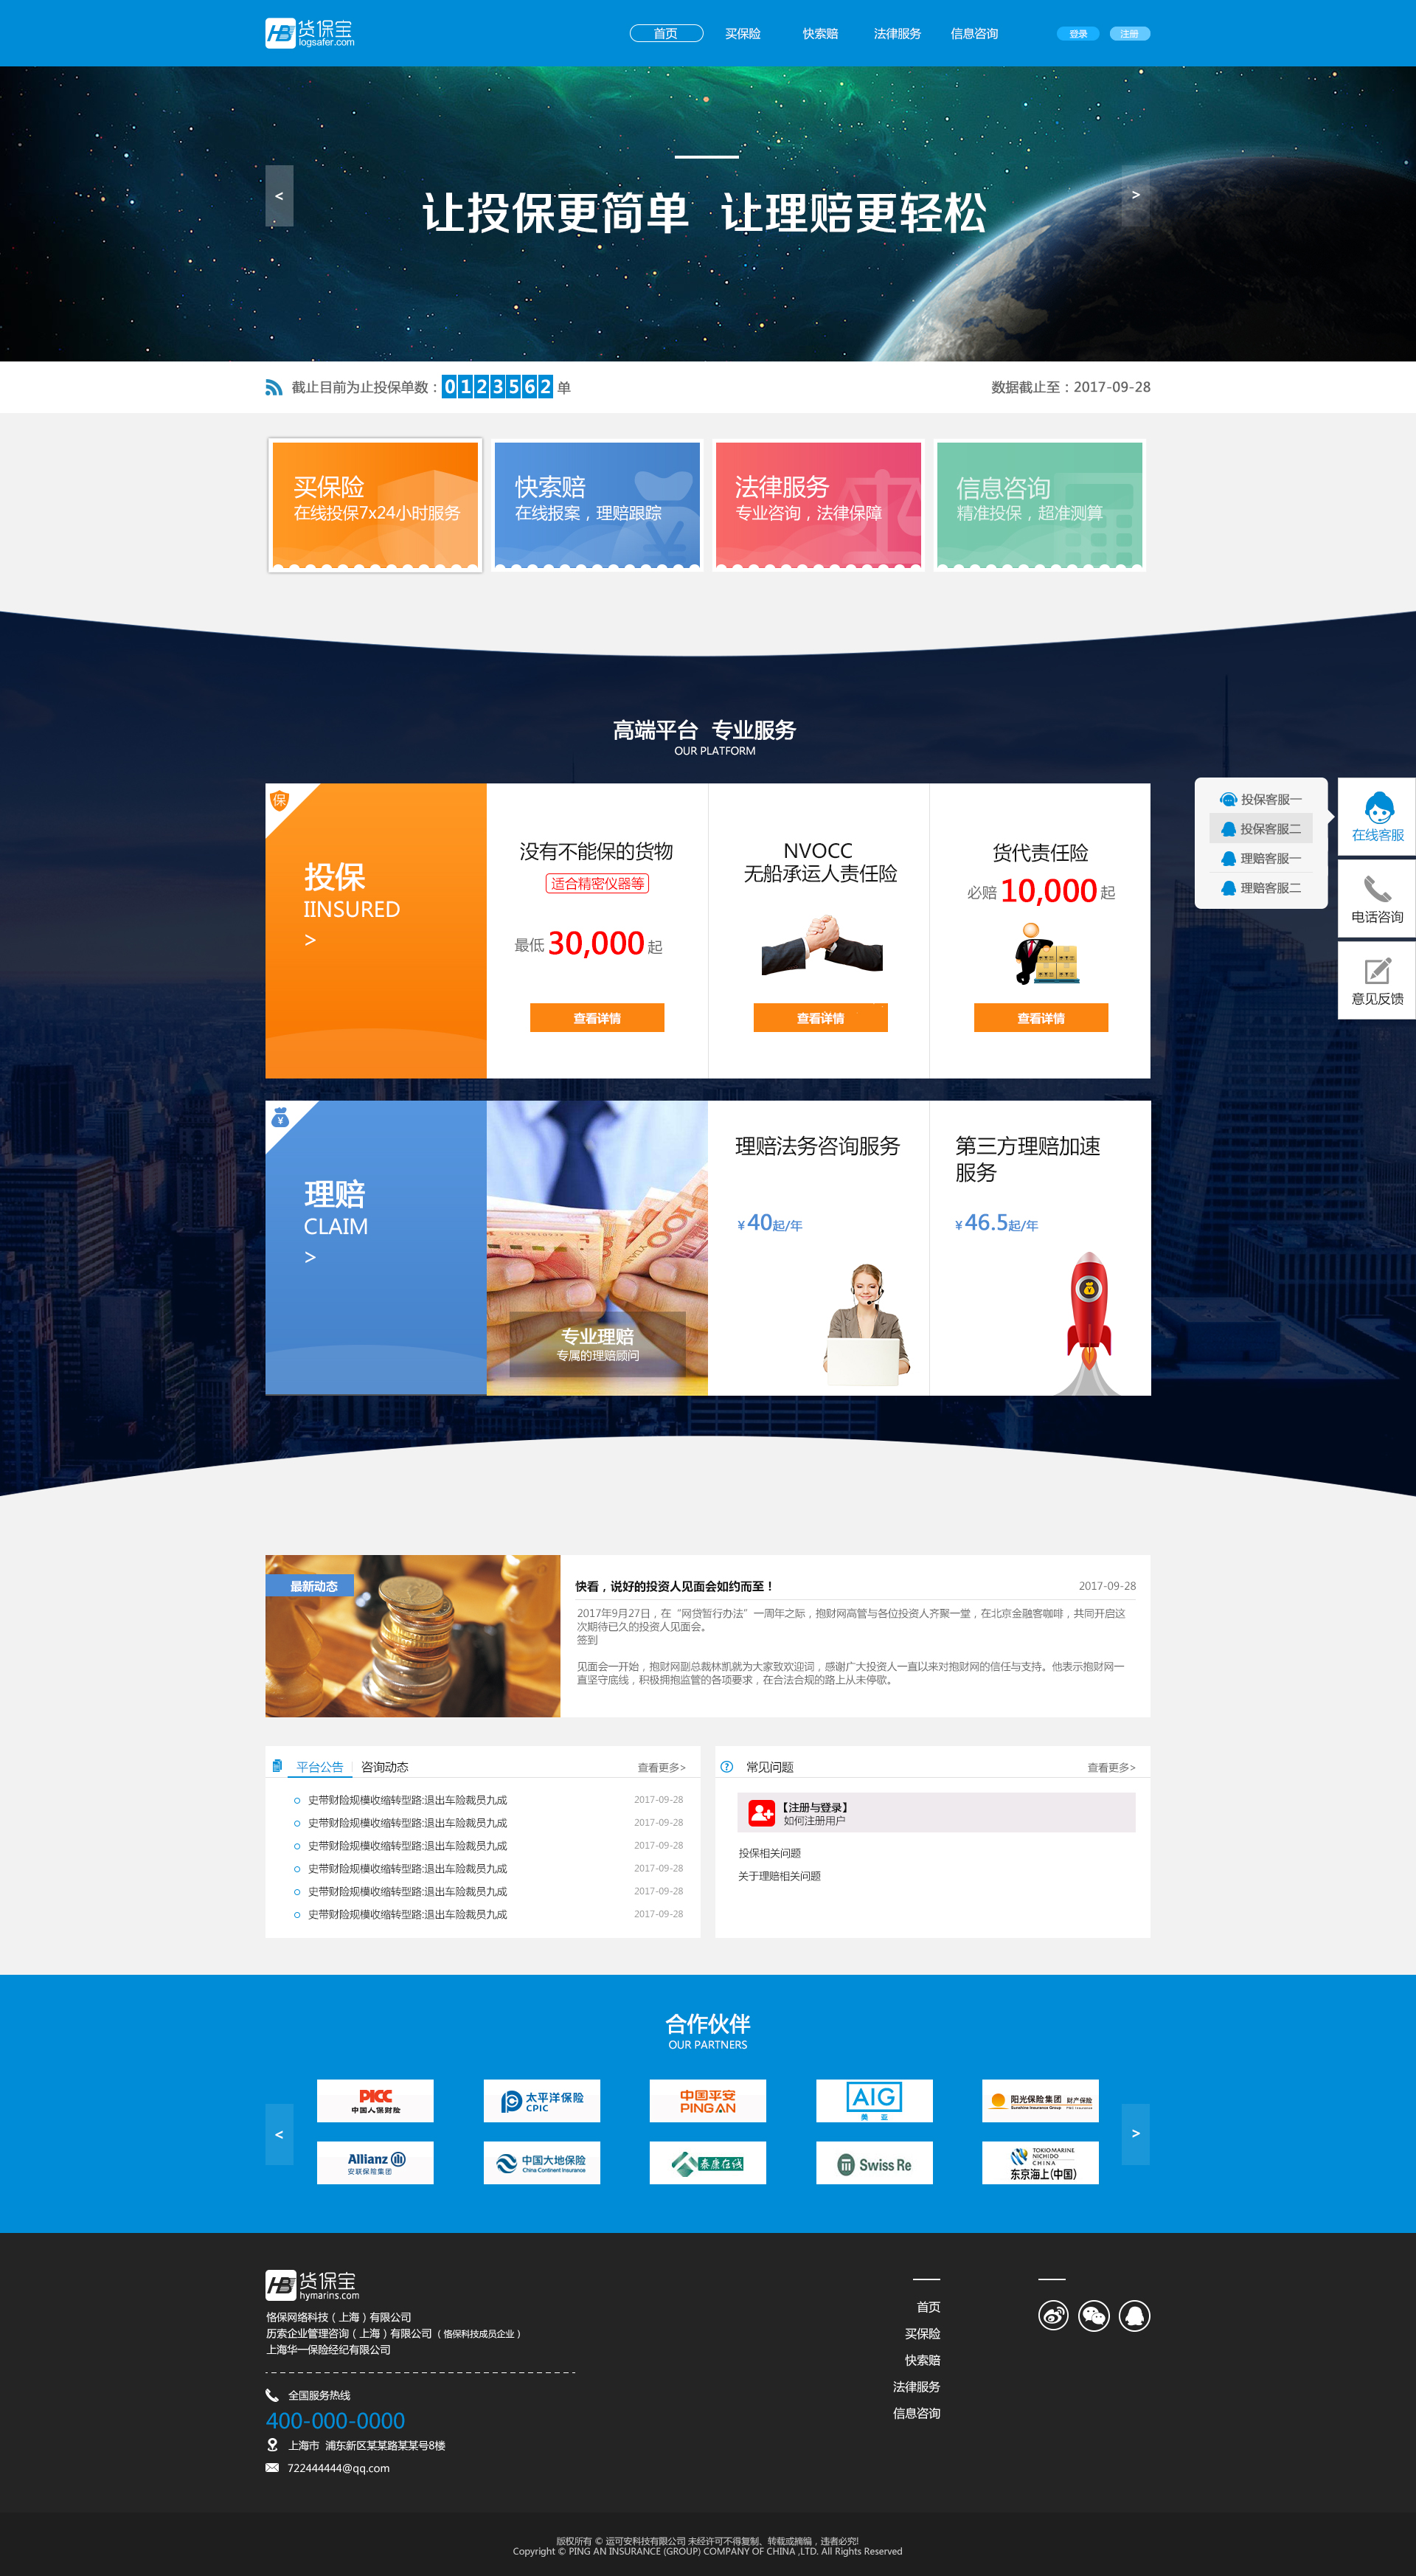 HB 货保宝
logsafer.com
首页 买保险 快索赔 法律服务 信息咨询 登录 注册
让投保更简单 让理赔更轻松
< >
截止目前为止投保单数：0123562 单 数据截止至：2017-09-28
买保险
在线投保7x24小时服务
快索赔
在线报案，理赔跟踪
法律服务
专业咨询，法律保障
信息咨询
精准投保，超准测算
高端平台 专业服务
OUR PLATFORM
保
投保
IINSURED
>
没有不能保的货物
适合精密仪器等
最低 30,000 起
查看详情
NVOCC
无船承运人责任险
查看详情
货代责任险
必赔 10,000 起
查看详情
投保客服一
投保客服二
理赔客服一
理赔客服二
在线客服
电话咨询
意见反馈
¥
理赔
CLAIM
>
专业理赔
专属的理赔顾问
理赔法务咨询服务
¥ 40起/年
第三方理赔加速
服务
¥ 46.5起/年
最新动态
快看，说好的投资人见面会如约而至！ 2017-09-28
2017年9月27日，在“网贷暂行办法”一周年之际，抱财网高管与各位投资人齐聚一堂，在北京金融客咖啡，共同开启这
次期待已久的投资人见面会。
签到
见面会一开始，抱财网副总裁林凯就为大家致欢迎词，感谢广大投资人一直以来对抱财网的信任与支持。他表示抱财网一
直坚守底线，积极拥抱监管的各项要求，在合法合规的路上从未停歇。
平台公告 咨询动态 查看更多>
史带财险规模收缩转型路:退出车险裁员九成 2017-09-28
史带财险规模收缩转型路:退出车险裁员九成 2017-09-28
史带财险规模收缩转型路:退出车险裁员九成 2017-09-28
史带财险规模收缩转型路:退出车险裁员九成 2017-09-28
史带财险规模收缩转型路:退出车险裁员九成 2017-09-28
史带财险规模收缩转型路:退出车险裁员九成 2017-09-28
? 常见问题 查看更多>
【注册与登录】
如何注册用户
投保相关问题
关于理赔相关问题
合作伙伴
OUR PARTNERS
< >
PICC
中国人保财险
太平洋保险
CPIC
中国平安
PING AN
AIG
美 亚
阳光保险集团 财产保险
Sunshine Insurance Group
Allianz
安联保险集团
中国大地保险
China Continent Insurance
泰康在线
Swiss Re
TOKIO MARINE
NICHIDO
CHINA
东京海上(中国)
HB 货保宝
hymarins.com
恪保网络科技（上海）有限公司
历索企业管理咨询（上海）有限公司（恪保科技成员企业）
上海华一保险经纪有限公司
全国服务热线
400-000-0000
上海市 浦东新区某某路某某号8楼
722444444@qq.com
首页
买保险
快索赔
法律服务
信息咨询
版权所有 © 运可安科技有限公司 未经许可不得复制、转载或摘编，违者必究!
Copyright © PING AN INSURANCE (GROUP) COMPANY OF CHINA ,LTD. All Rights Reserved